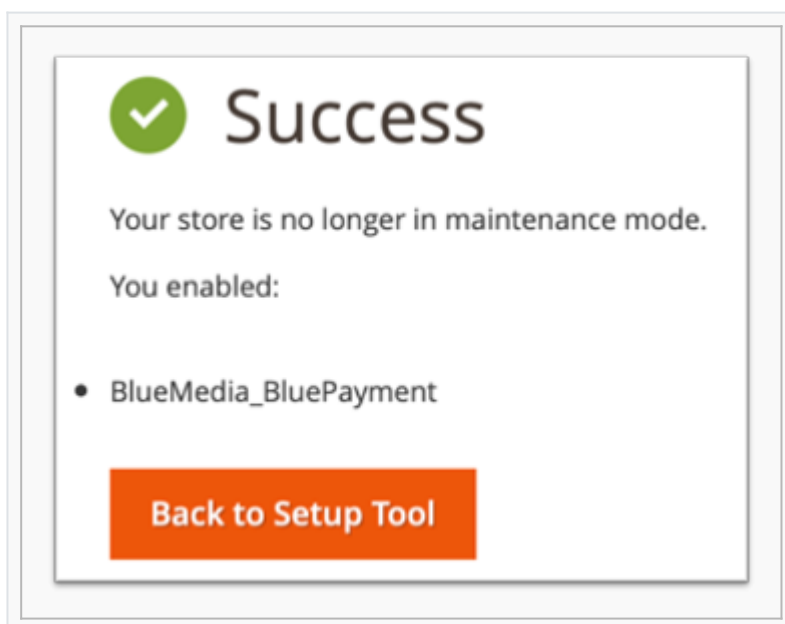 Success
Your store is no longer in maintenance mode.
You enabled:
BlueMedia_BluePayment
Back to Setup Tool